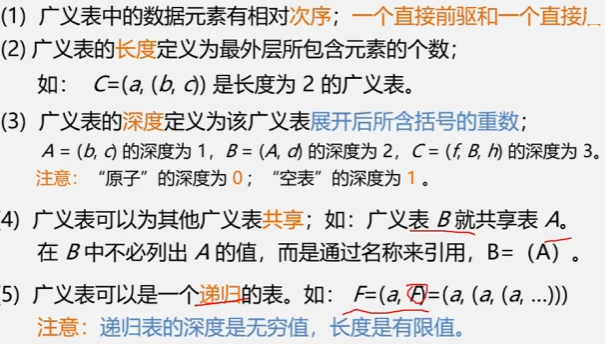 (1) 广义表中的数据元素有相对次序；一个直接前驱和一个直接
(2) 广义表的长度定义为最外层所包含元素的个数；
如： C=(a, (b, c)) 是长度为 2 的广义表。
(3) 广义表的深度定义为该广义表展开后所含括号的重数；
A = (b, c) 的深度为 1，B = (A, d) 的深度为 2，C = (f, B, h) 的深度为 3。
注意： “原子”的深度为 0 ； “空表”的深度为 1 。
4) 广义表可以为其他广义表共享；如：广义表 B 就共享表 A。
在 B 中不必列出 A 的值，而是通过名称来引用，B=（A）。
5) 广义表可以是一个递归的表。如： F=(a, F)=(a, (a, (a, …)))
注意：递归表的深度是无穷值，长度是有限值。